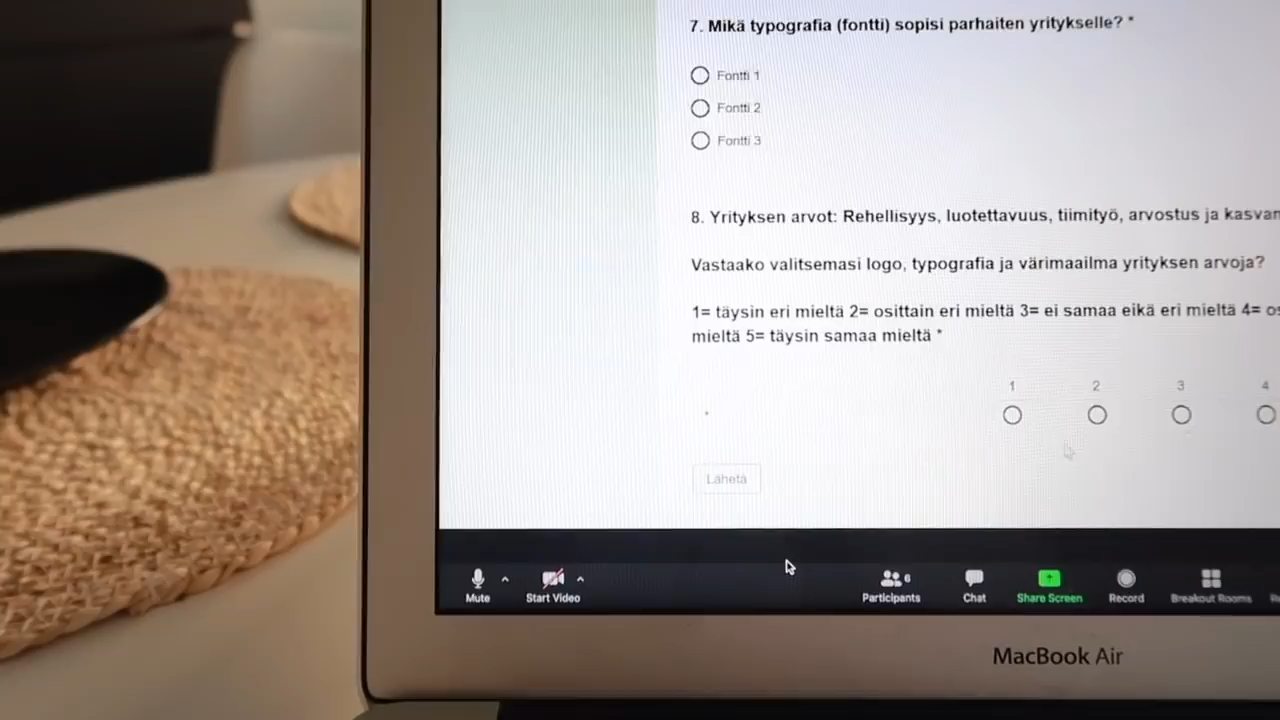 7. Mikä typografia (fontti) sopisi parhaiten yritykselle? *
Fontti 1
Fontti 2
Fontti 3
8. Yrityksen arvot: Rehellisyys, luotettavuus, tiimityö, arvostus ja
Vastaako valitsemasi logo, typografia ja värimaailma yrityksen arvoja?
1= täysin eri mieltä 2= osittain eri mieltä 3= ei samaa eikä eri mieltä 4=
mieltä 5= täysin samaa mieltä *
1 2 3 4
Lähetä
Mute Start Video Participants 6 Chat Share Screen Record Breakout Rooms
MacBook Air